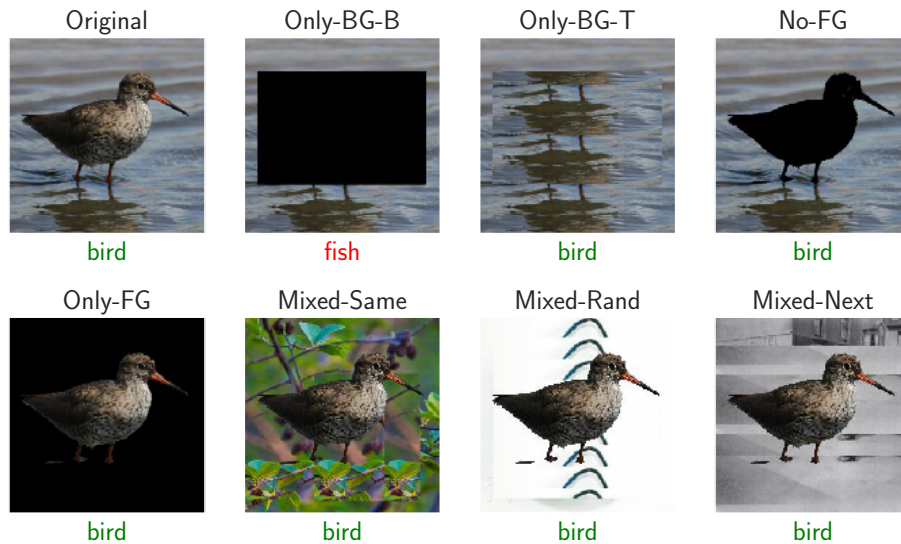 Original Only-BG-B Only-BG-T No-FG
bird fish bird bird
Only-FG Mixed-Same Mixed-Rand Mixed-Next
bird bird bird bird